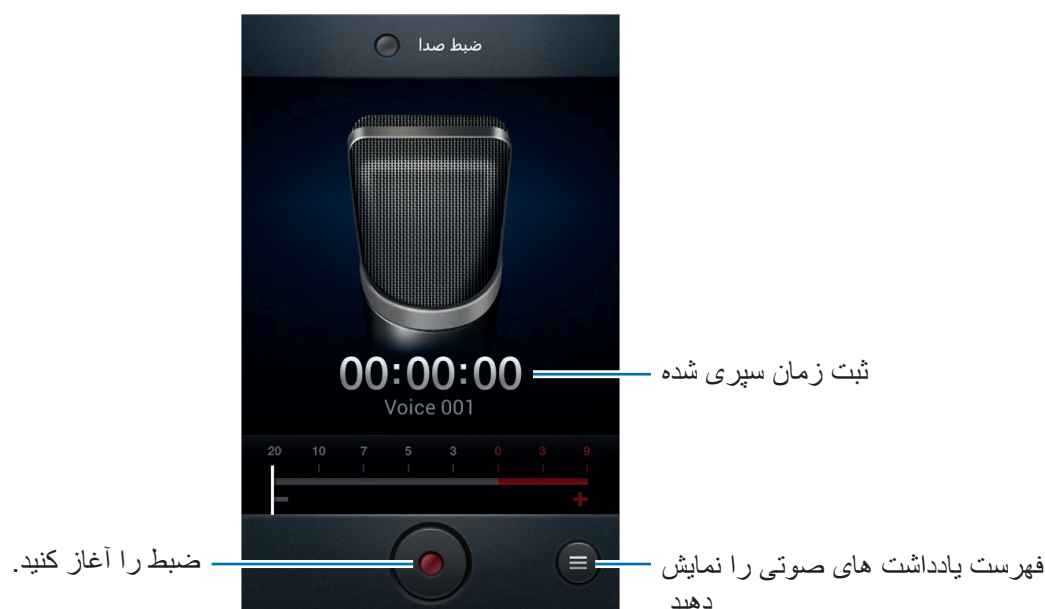 ضبط صدا
00:00:00
ثبت زمان سپری شده
Voice 001
20 10 7 5 3 0 3 9
- +
ضبط را آغاز کنید.
فهرست یادداشت های صوتی را نمایش
دهید